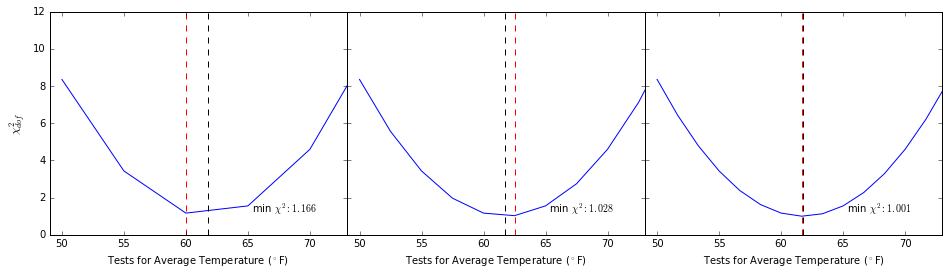 12
10
8
6
4
2
0
χ²dof
min χ² : 1.166
min χ² : 1.028
min χ² : 1.001
50 55 60 65 70
50 55 60 65 70
50 55 60 65 70
Tests for Average Temperature (°F)
Tests for Average Temperature (°F)
Tests for Average Temperature (°F)